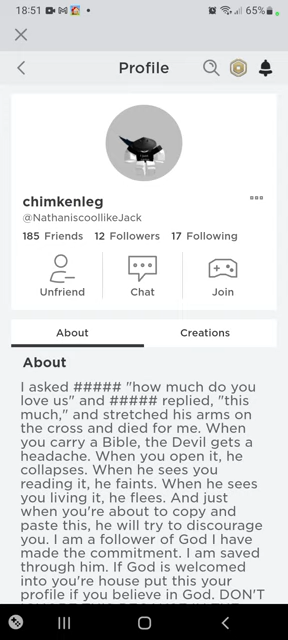 18:51
65%
Profile
chimkenleg
@NathaniscoollikeJack
185 Friends 12 Followers 17 Following
Unfriend
Chat
Join
About
Creations
About
I asked ##### "how much do you
love us" and ##### replied, "this
much," and stretched his arms on
the cross and died for me. When
you carry a Bible, the Devil gets a
headache. When you open it, he
collapses. When he sees you
reading it, he faints. When he sees
you living it, he flees. And just
when you're about to copy and
paste this, he will try to discourage
you. I am a follower of God I have
made the commitment. I am saved
through him. If God is welcomed
into you're house put this your
profile if you believe in God. DON'T